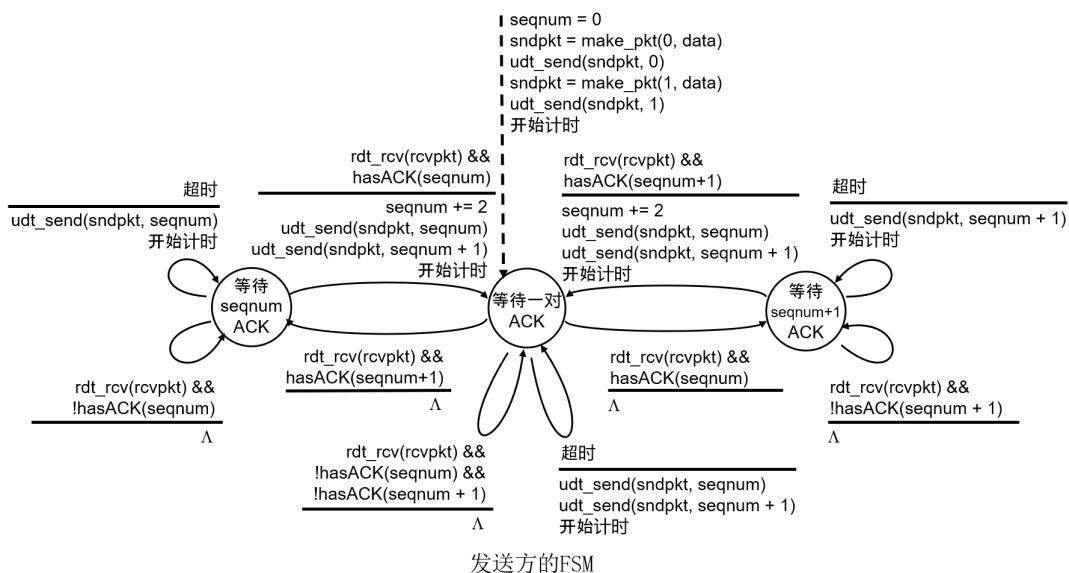 seqnum = 0
sndpkt = make_pkt(0, data)
udt_send(sndpkt, 0)
sndpkt = make_pkt(1, data)
udt_send(sndpkt, 1)
开始计时
超时
udt_send(sndpkt, seqnum)
开始计时
rdt_rcv(rcvpkt) &&
hasACK(seqnum)
seqnum += 2
udt_send(sndpkt, seqnum)
udt_send(sndpkt, seqnum + 1)
开始计时
rdt_rcv(rcvpkt) &&
hasACK(seqnum+1)
seqnum += 2
udt_send(sndpkt, seqnum)
udt_send(sndpkt, seqnum + 1)
开始计时
超时
udt_send(sndpkt, seqnum + 1)
开始计时
等待
seqnum
ACK
等待一对
ACK
等待
seqnum+1
ACK
rdt_rcv(rcvpkt) &&
!hasACK(seqnum)
Λ
rdt_rcv(rcvpkt) &&
hasACK(seqnum+1)
Λ
rdt_rcv(rcvpkt) &&
hasACK(seqnum)
Λ
rdt_rcv(rcvpkt) &&
!hasACK(seqnum + 1)
Λ
rdt_rcv(rcvpkt) &&
!hasACK(seqnum) &&
!hasACK(seqnum + 1)
Λ
超时
udt_send(sndpkt, seqnum)
udt_send(sndpkt, seqnum + 1)
开始计时
发送方的FSM